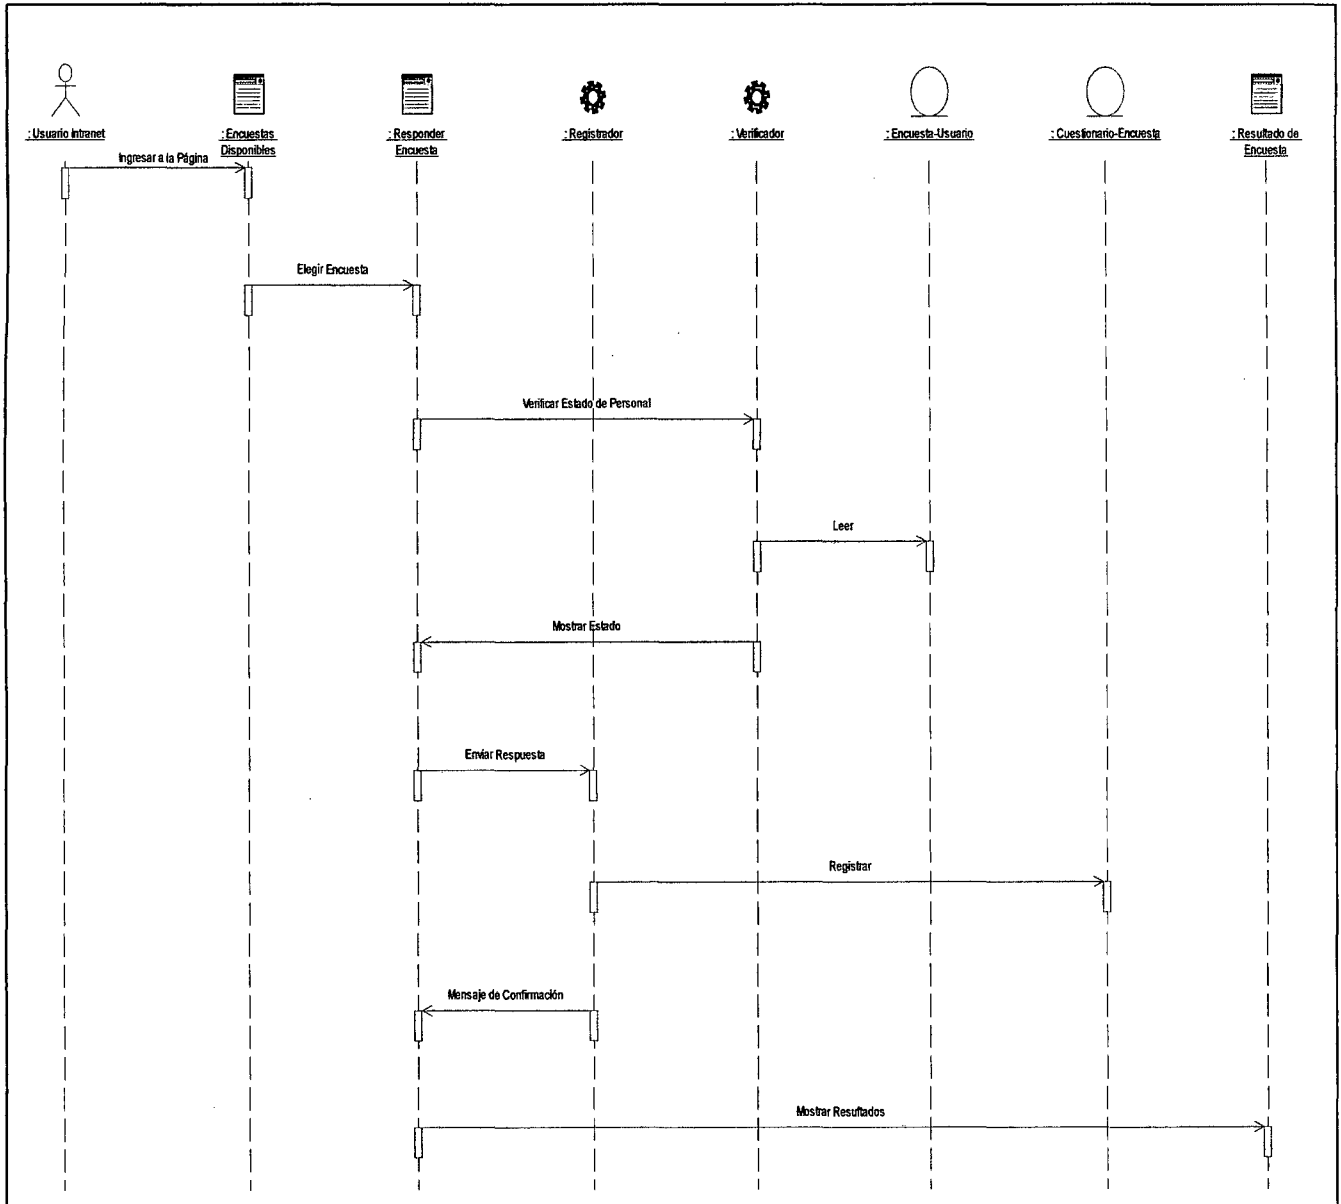 : Usuario Intranet
: Encuestas
Disponibles
: Responder
Encuesta
: Registrador
: Verificador
: Encuesta-Usuario
: Cuestionario-Encuesta
: Resultado de
Encuesta
Ingresar a la Página
Elegir Encuesta
Verificar Estado de Personal
Leer
Mostrar Estado
Enviar Respuesta
Registrar
Mensaje de Confirmación
Mostrar Resultados